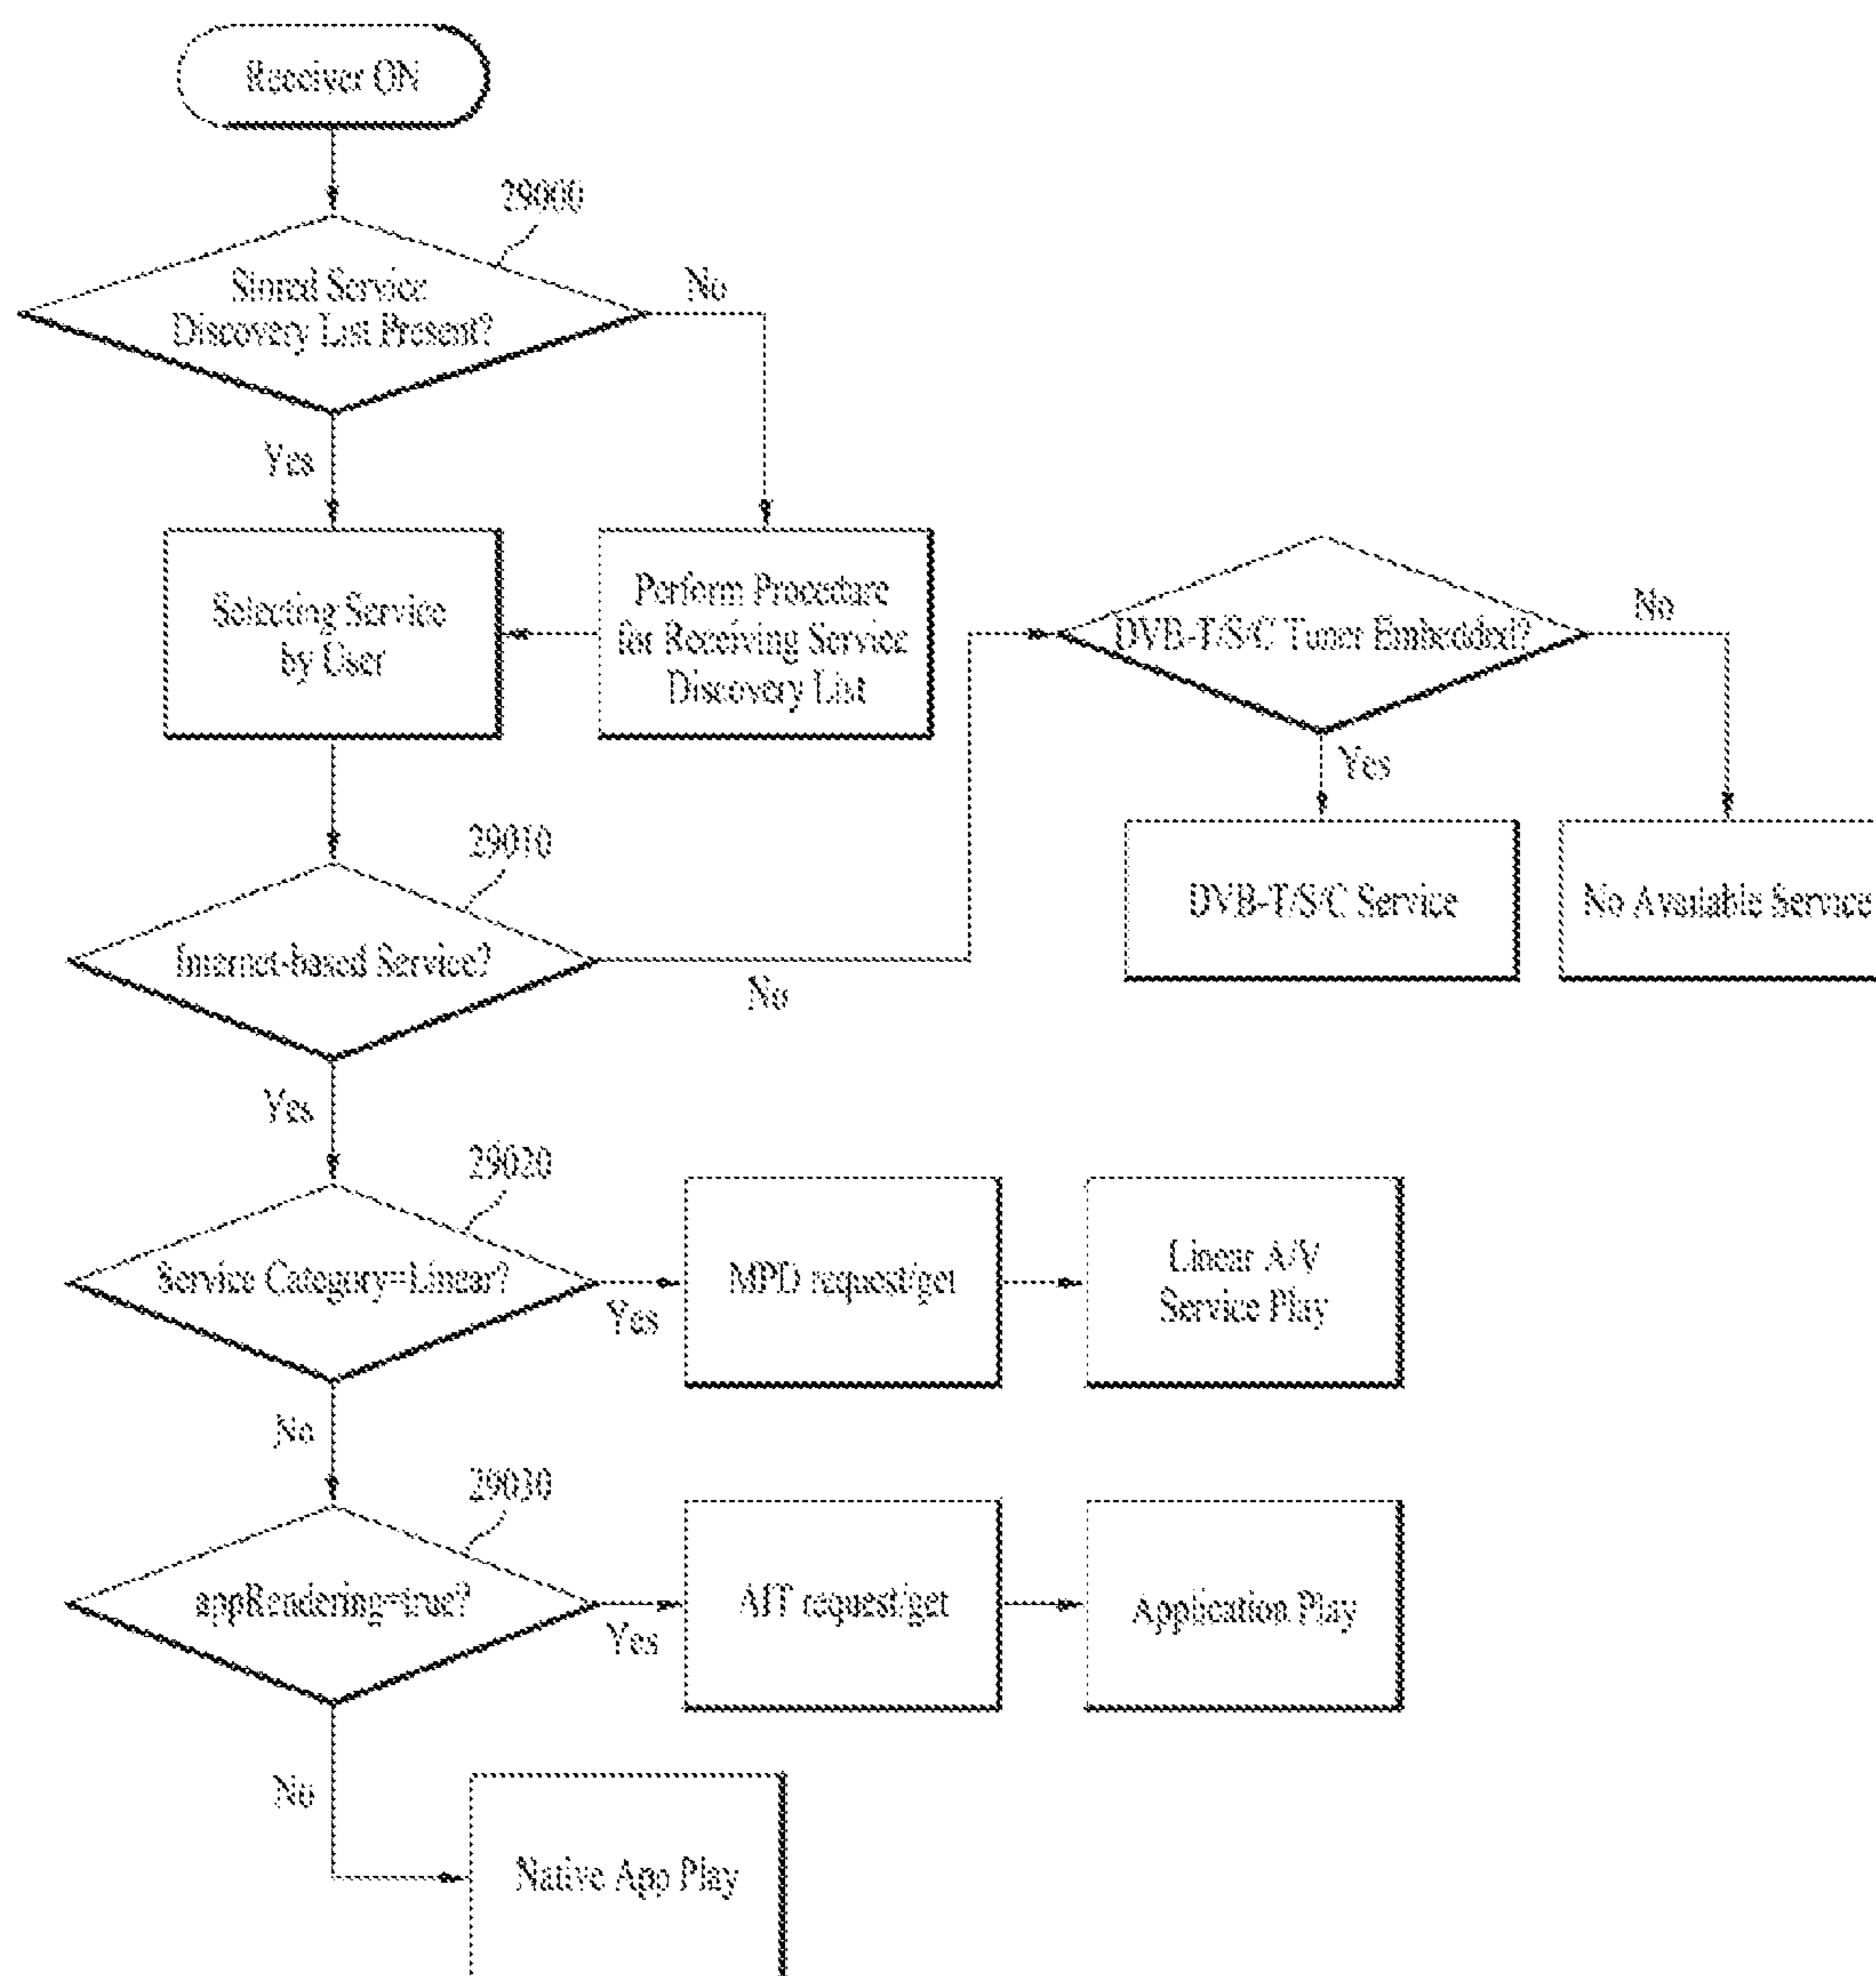 Receiver ON
29000
Stored Service
Discovery List Present?
No
Yes
Selecting Service
by User
Perform Procedure
for Receiving Service
Discovery List
DVB-T/S/C Tuner Embedded?
No
Yes
DVB-T/S/C Service
No Available Service
29010
Internet-based Service?
No
Yes
29020
Service Category=Linear?
Yes
MPD request/get
Linear A/V
Service Play
No
29030
appRendering=true?
Yes
AIT request/get
Application Play
No
Native App Play